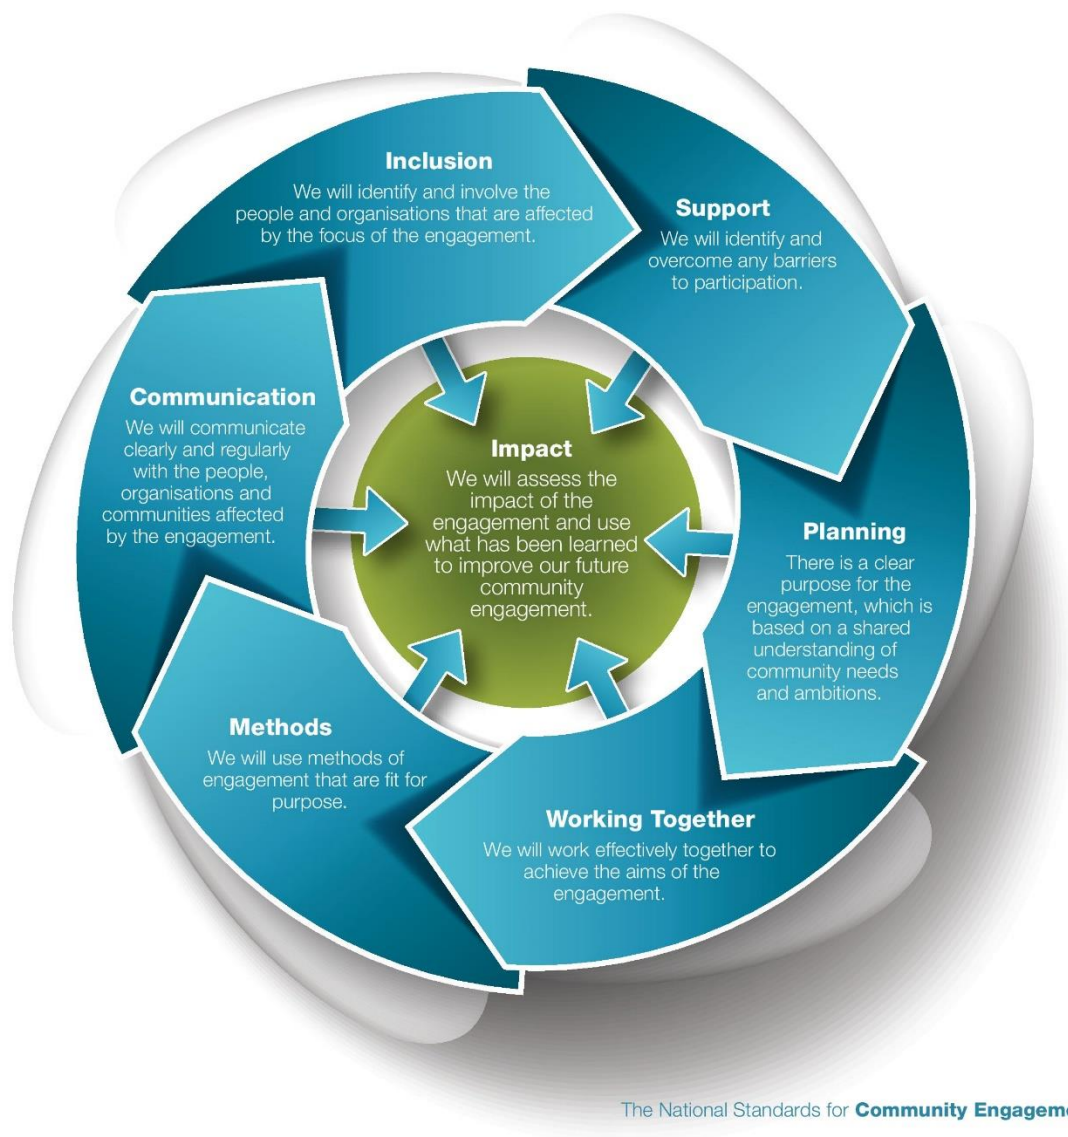 Inclusion
We will identify and involve the
people and organisations that are affected
by the focus of the engagement.
Support
We will identify and
overcome any barriers
to participation.
Planning
There is a clear
purpose for the
engagement, which is
based on a shared
understanding of
community needs
and ambitions.
Working Together
We will work effectively together to
achieve the aims of the
engagement.
Methods
We will use methods of
engagement that are fit for
purpose.
Communication
We will communicate
clearly and regularly
with the people,
organisations and
communities affected
by the engagement.
Impact
We will assess the
impact of the
engagement and use
what has been learned
to improve our future
community
engagement.
The National Standards for Community Engageme